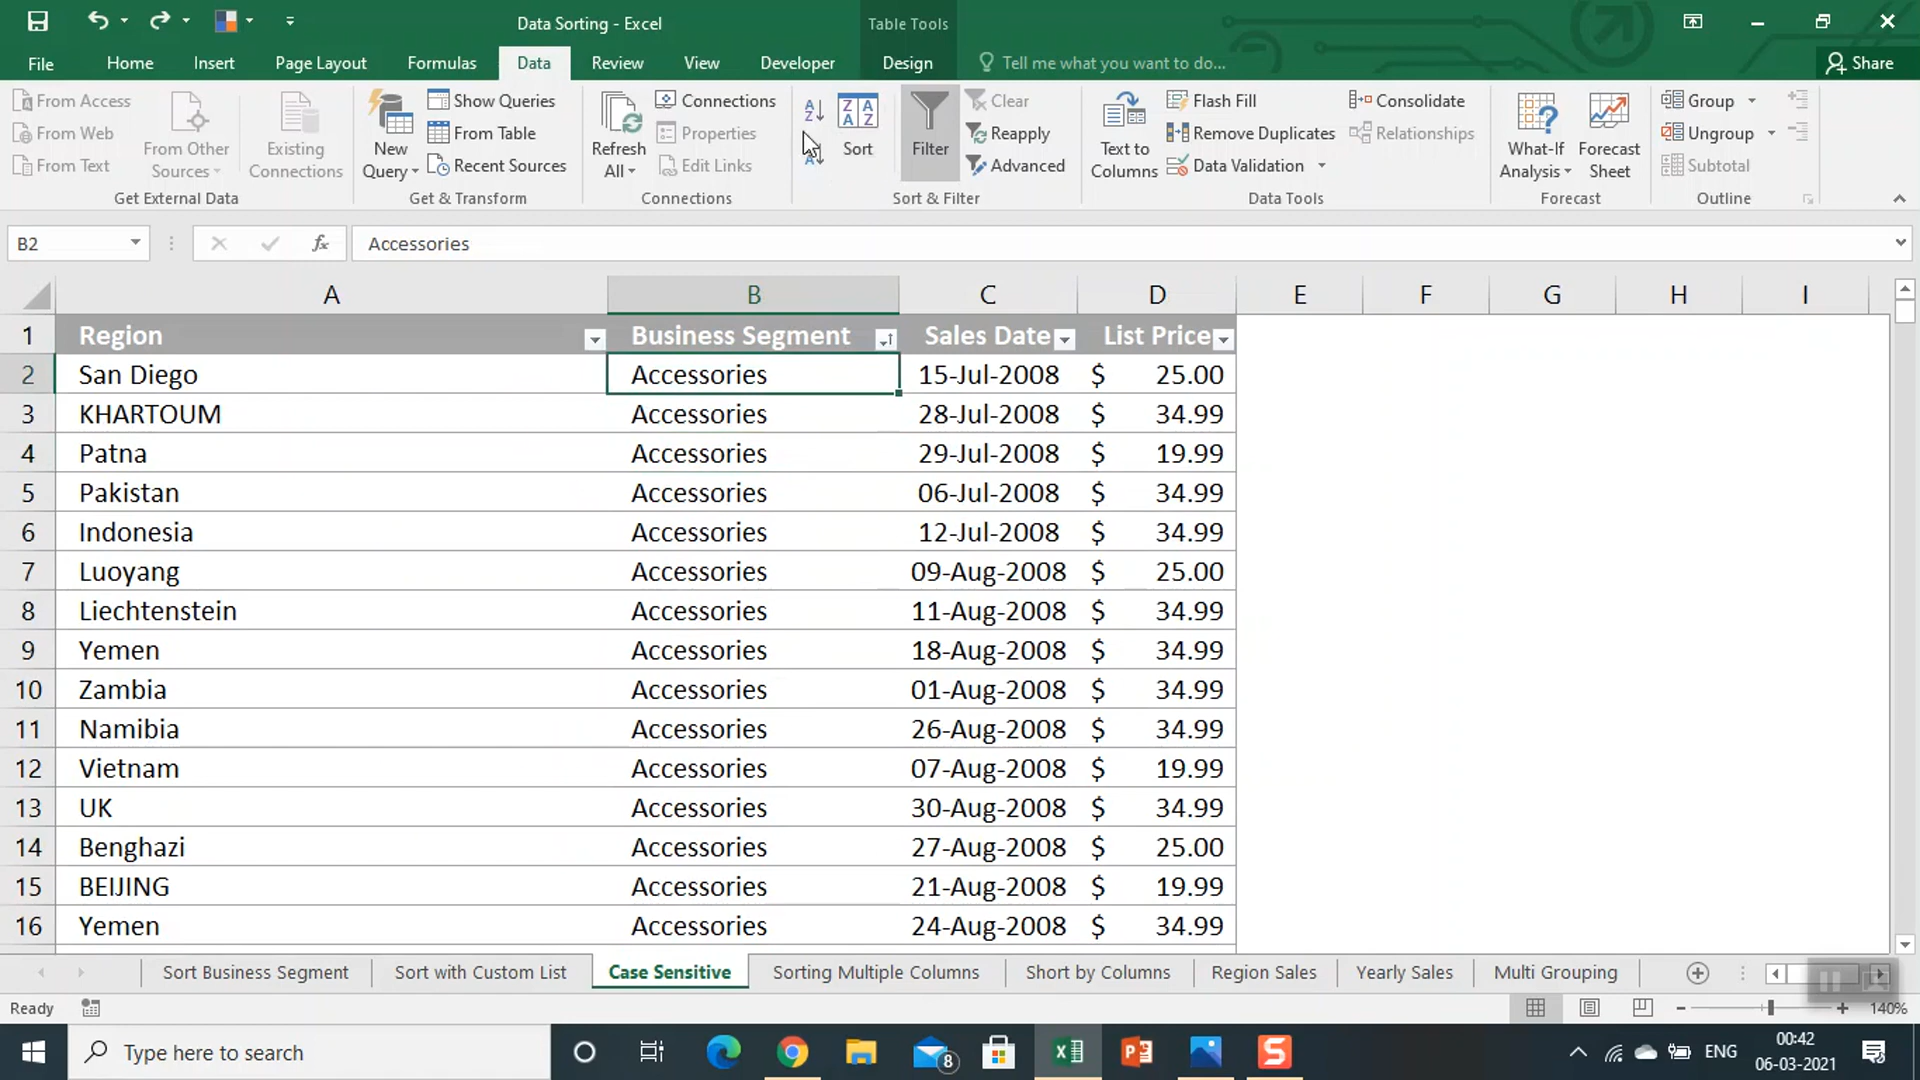 Data Sorting - Excel
Table Tools
File Home Insert Page Layout Formulas Data Review View Developer Design Tell me what you want to do... Share
From Access
From Web
From Text
From Other Sources
Existing Connections
Get External Data
New Query
Show Queries
From Table
Recent Sources
Get & Transform
Refresh All
Connections
Properties
Edit Links
Connections
Sort
Filter
Clear
Reapply
Advanced
Sort & Filter
Text to Columns
Flash Fill
Remove Duplicates
Data Validation
Consolidate
Relationships
Data Tools
What-If Analysis
Forecast Sheet
Forecast
Group
Ungroup
Subtotal
Outline
B2 fx Accessories
A B C D E F G H I
1 Region Business Segment Sales Date List Price
2 San Diego Accessories 15-Jul-2008 $ 25.00
3 KHARTOUM Accessories 28-Jul-2008 $ 34.99
4 Patna Accessories 29-Jul-2008 $ 19.99
5 Pakistan Accessories 06-Jul-2008 $ 34.99
6 Indonesia Accessories 12-Jul-2008 $ 34.99
7 Luoyang Accessories 09-Aug-2008 $ 25.00
8 Liechtenstein Accessories 11-Aug-2008 $ 34.99
9 Yemen Accessories 18-Aug-2008 $ 34.99
10 Zambia Accessories 01-Aug-2008 $ 34.99
11 Namibia Accessories 26-Aug-2008 $ 34.99
12 Vietnam Accessories 07-Aug-2008 $ 19.99
13 UK Accessories 30-Aug-2008 $ 34.99
14 Benghazi Accessories 27-Aug-2008 $ 25.00
15 BEIJING Accessories 21-Aug-2008 $ 19.99
16 Yemen Accessories 24-Aug-2008 $ 34.99
Sort Business Segment Sort with Custom List Case Sensitive Sorting Multiple Columns Short by Columns Region Sales Yearly Sales Multi Grouping
Ready 140%
Type here to search 8 ENG 00:42
06-03-2021